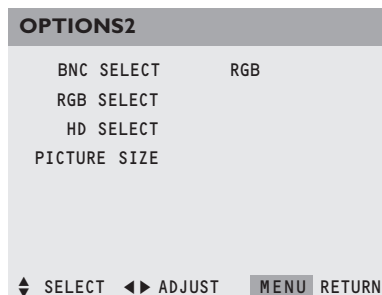 OPTIONS2
BNC SELECT RGB
RGB SELECT
HD SELECT
PICTURE SIZE
SELECT ADJUST MENU RETURN